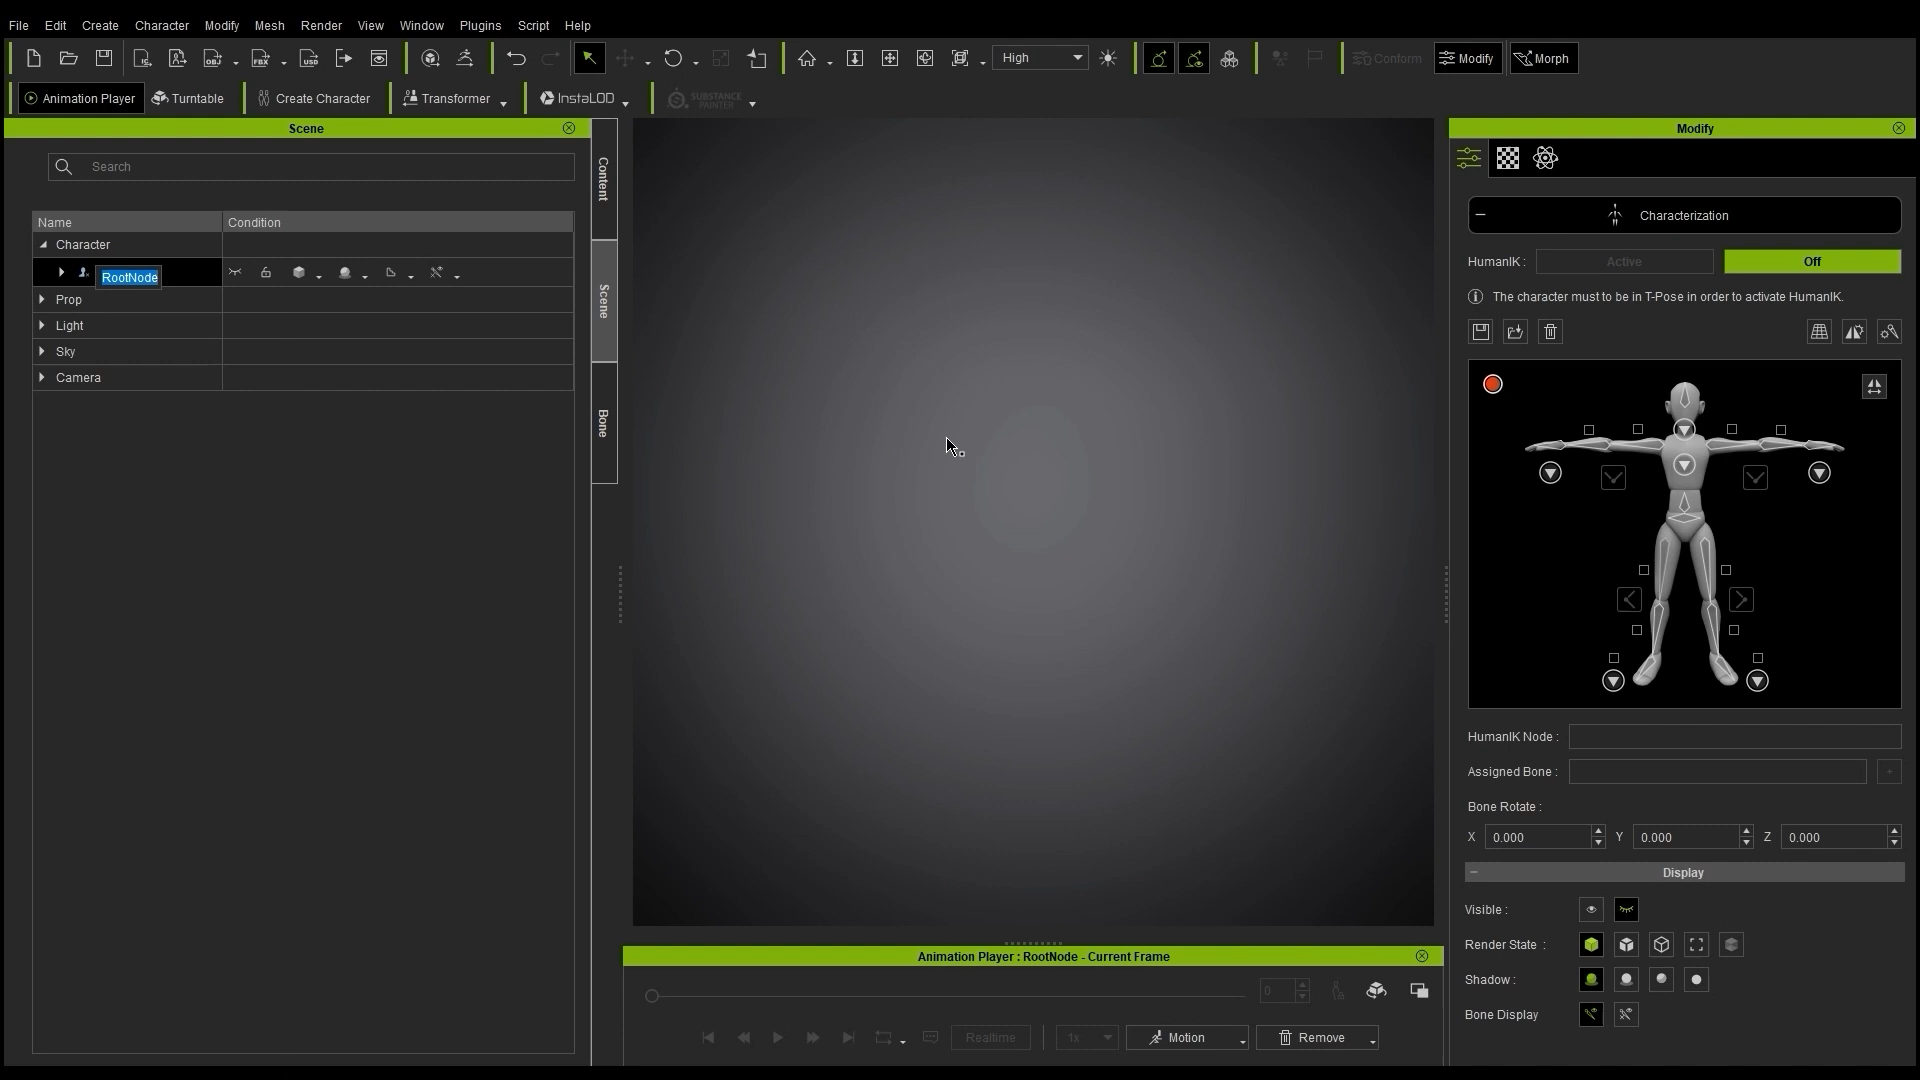 File Edit Create Character Modify Mesh Render View Window Plugins Script Help
High Conform Modify Morph
Animation Player Turntable Create Character Transformer InstaLOD SUBSTANCE PAINTER
Scene
Search
Name Condition
Character
RootNode
Prop
Light
Sky
Camera
Content
Scene
Bone
Modify
Characterization
HumanIK : Active Off
The character must to be in T-Pose in order to activate HumanIK.
HumanIK Node :
Assigned Bone :
Bone Rotate :
X 0.000 Y 0.000 Z 0.000
Display
Visible :
Render State :
Shadow :
Bone Display
Animation Player : RootNode - Current Frame
0
Realtime 1x Motion Remove